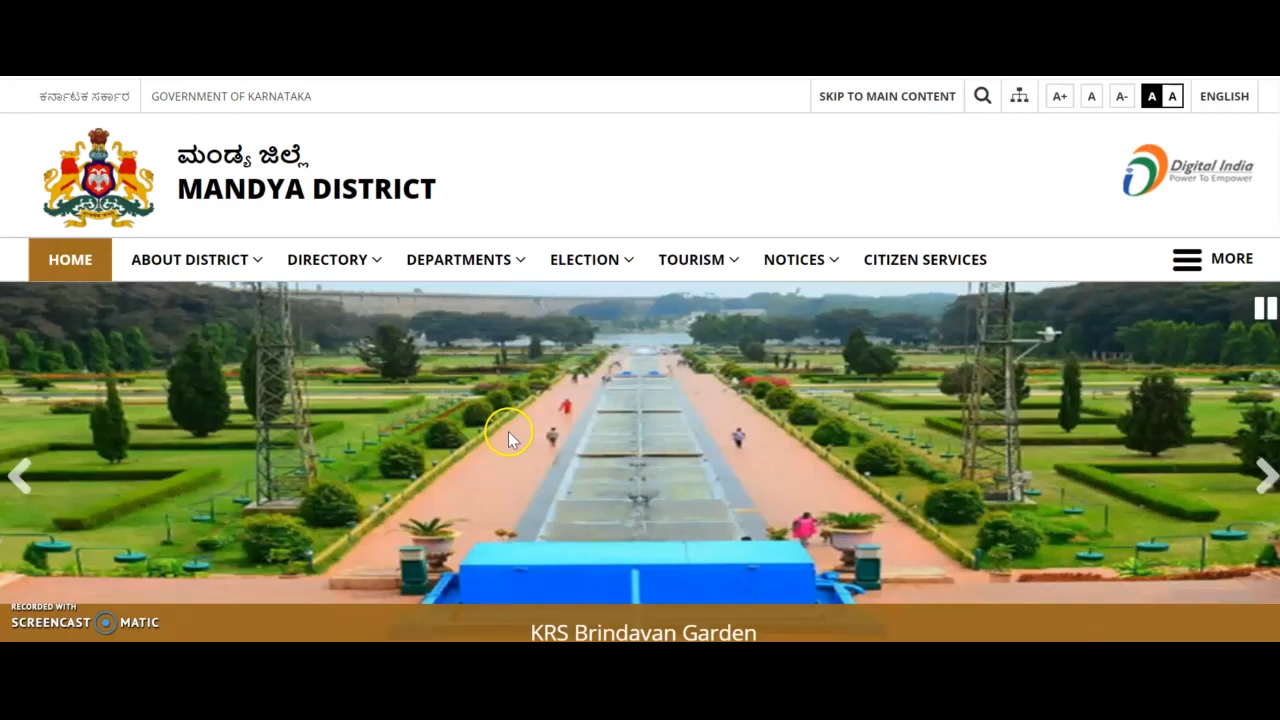 ಕರ್ನಾಟಕ ಸರ್ಕಾರ GOVERNMENT OF KARNATAKA SKIP TO MAIN CONTENT A+ A A- A A ENGLISH
ಮಂಡ್ಯ ಜಿಲ್ಲೆ
MANDYA DISTRICT
Digital India
Power To Empower
HOME ABOUT DISTRICT DIRECTORY DEPARTMENTS ELECTION TOURISM NOTICES CITIZEN SERVICES MORE
RECORDED WITH
SCREENCAST MATIC
KRS Brindavan Garden